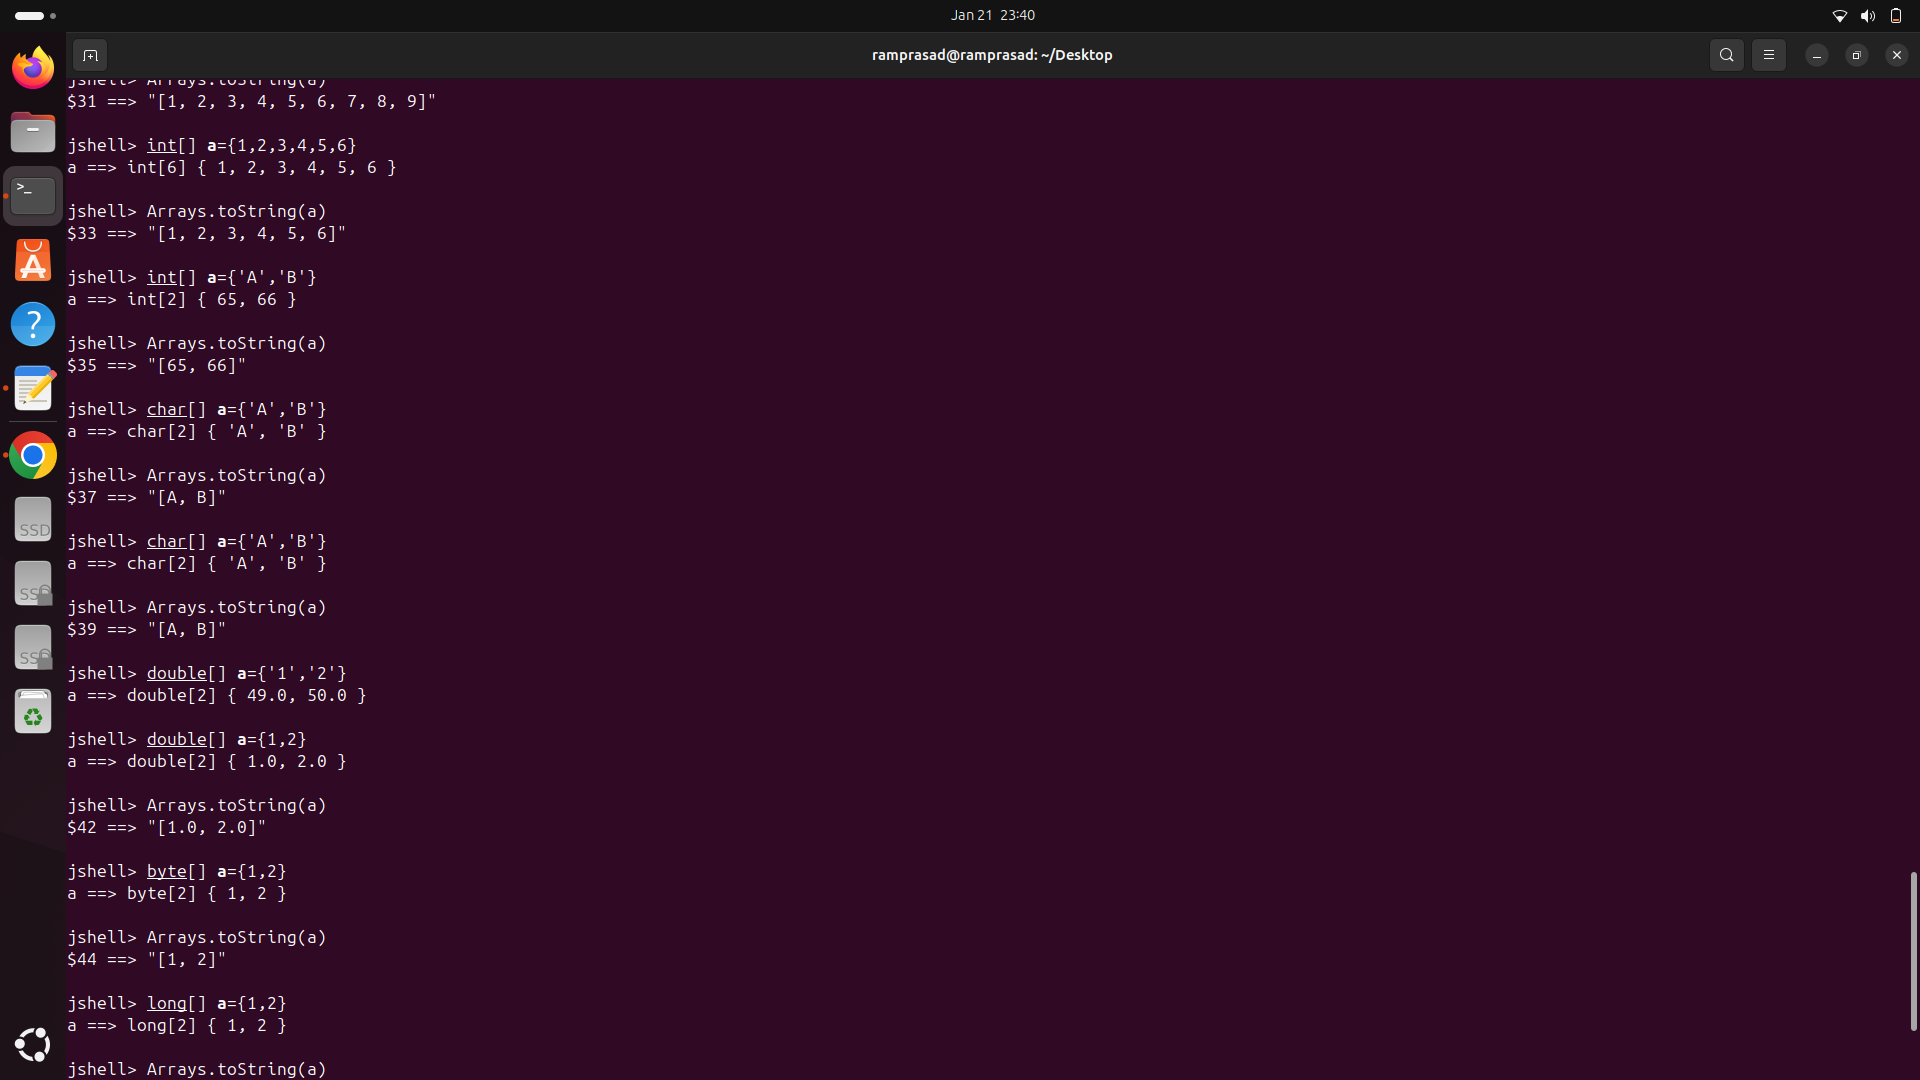 Jan 21 23:40
ramprasad@ramprasad: ~/Desktop
jshell> Arrays.toString(a)
$31 ==> "[1, 2, 3, 4, 5, 6, 7, 8, 9]"
jshell> int[] a={1,2,3,4,5,6}
a ==> int[6] { 1, 2, 3, 4, 5, 6 }
jshell> Arrays.toString(a)
$33 ==> "[1, 2, 3, 4, 5, 6]"
jshell> int[] a={'A','B'}
a ==> int[2] { 65, 66 }
jshell> Arrays.toString(a)
$35 ==> "[65, 66]"
jshell> char[] a={'A','B'}
a ==> char[2] { 'A', 'B' }
jshell> Arrays.toString(a)
$37 ==> "[A, B]"
jshell> char[] a={'A','B'}
a ==> char[2] { 'A', 'B' }
jshell> Arrays.toString(a)
$39 ==> "[A, B]"
jshell> double[] a={'1','2'}
a ==> double[2] { 49.0, 50.0 }
jshell> double[] a={1,2}
a ==> double[2] { 1.0, 2.0 }
jshell> Arrays.toString(a)
$42 ==> "[1.0, 2.0]"
jshell> byte[] a={1,2}
a ==> byte[2] { 1, 2 }
jshell> Arrays.toString(a)
$44 ==> "[1, 2]"
jshell> long[] a={1,2}
a ==> long[2] { 1, 2 }
jshell> Arrays.toString(a)
>_
A
?
SSD
SSD
SSD